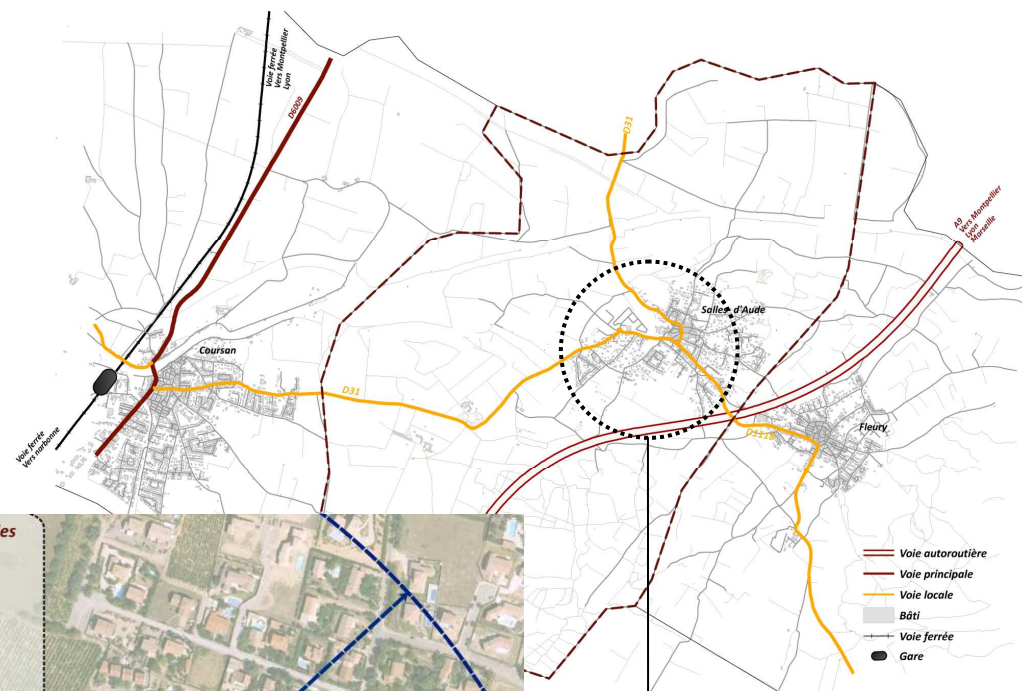 Voie ferrée
Vers Montpellier
Lyon
D6009
D31
A9
Vers Montpellier
Lyon
Marseille
Salles d'Aude
Coursan
D31
Voie ferrée
Vers narbonne
D1118
Fleury
es
Voie autoroutière
Voie principale
Voie locale
Bâti
Voie ferrée
Gare